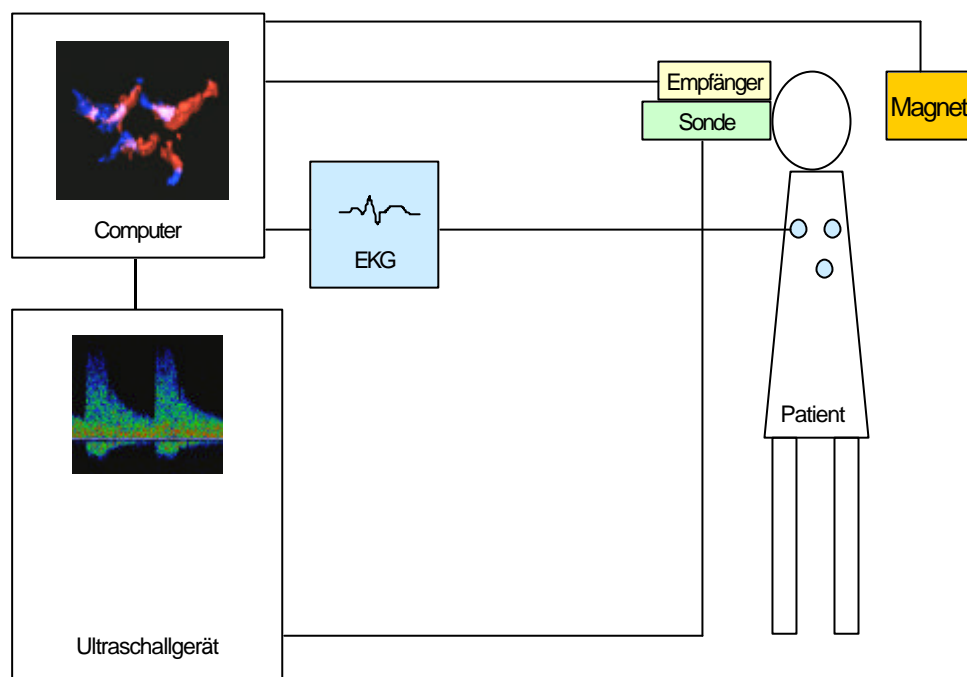 Empfänger
Sonde
Magnet
Computer
EKG
Patient
Ultraschallgerät